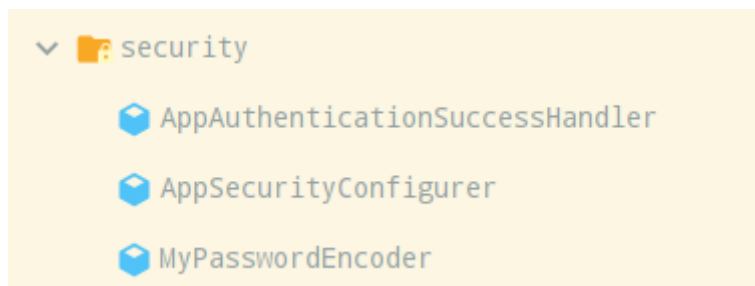 security
AppAuthenticationSuccessHandler
AppSecurityConfigurer
MyPasswordEncoder